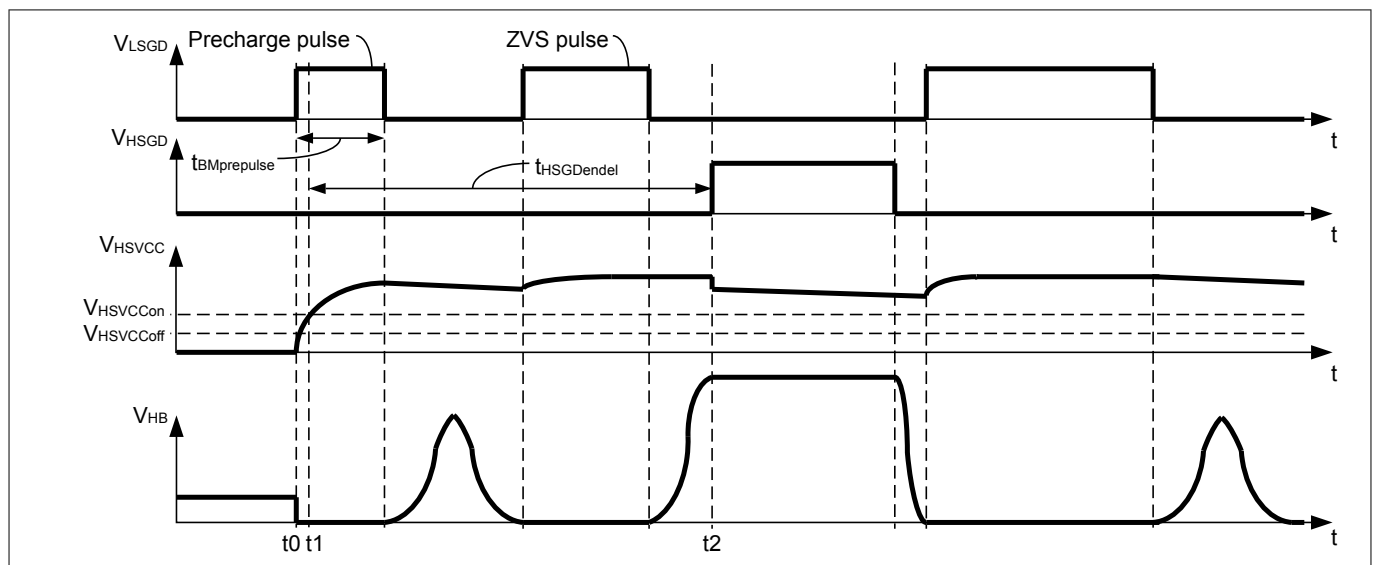 Precharge pulse
ZVS pulse
VLSGD
t
VHSGD
tBMprepulse
tHSGDendel
t
VHSVCC
VHSVCCon
VHSVCCoff
t
VHB
t0 t1
t2
t